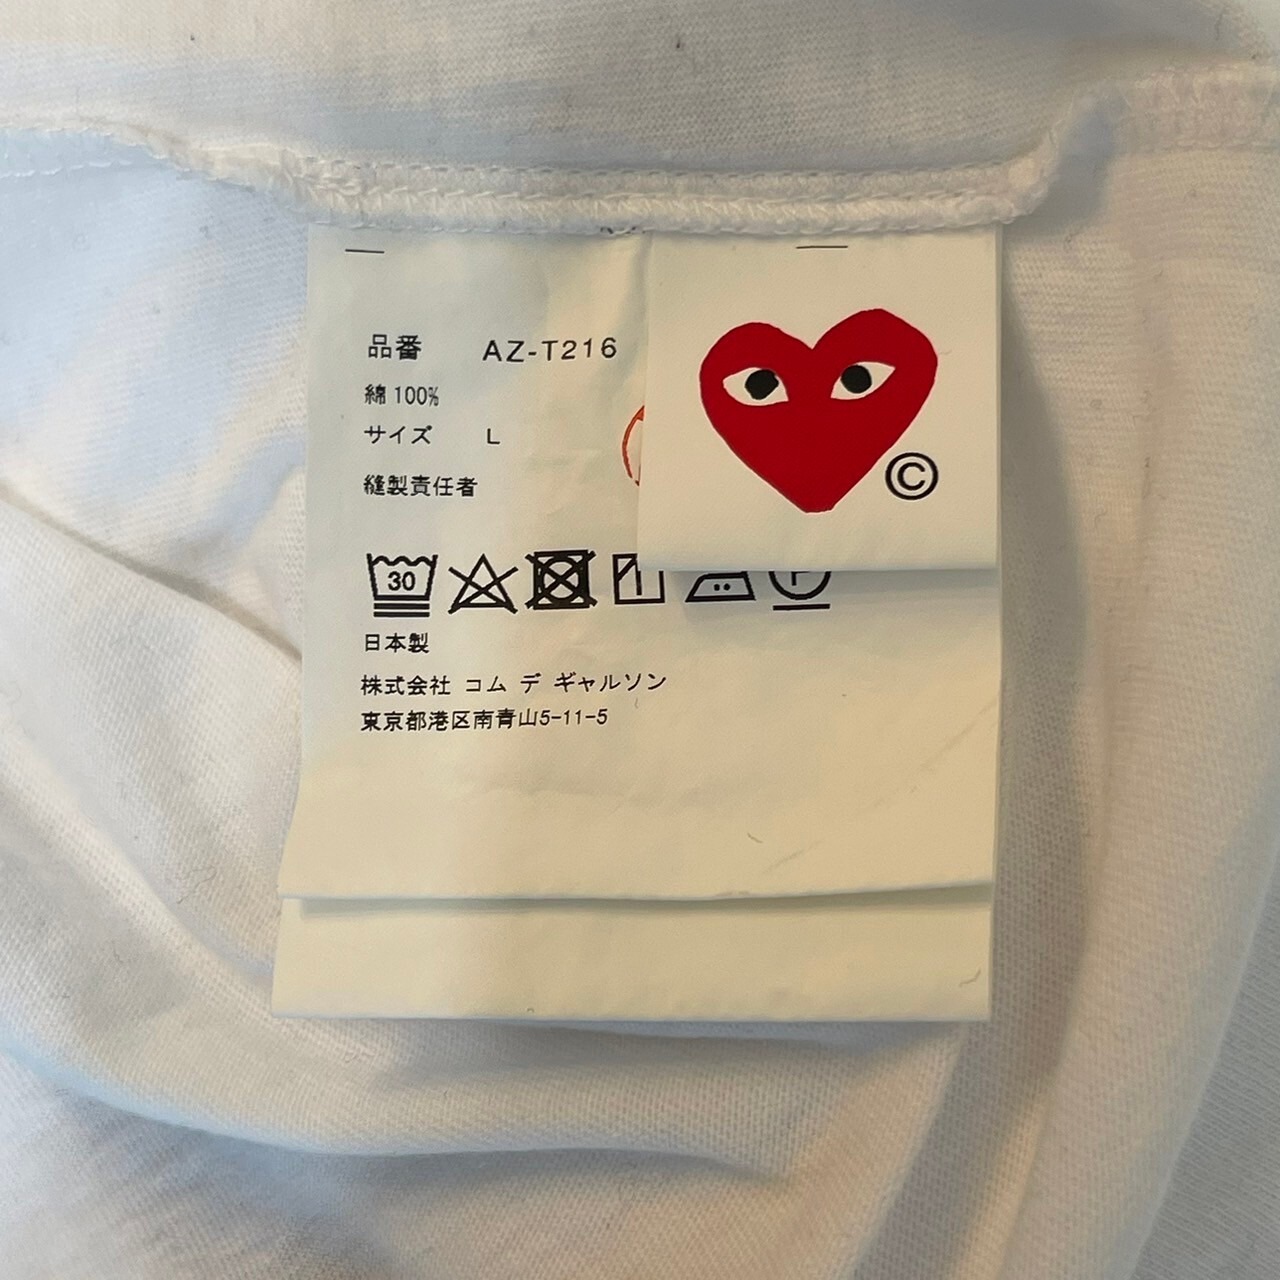 品番 AZ-T216
綿 100%
サイズ L
縫製責任者
©
30
日本製
株式会社 コム デ ギャルソン
東京都港区南青山5-11-5